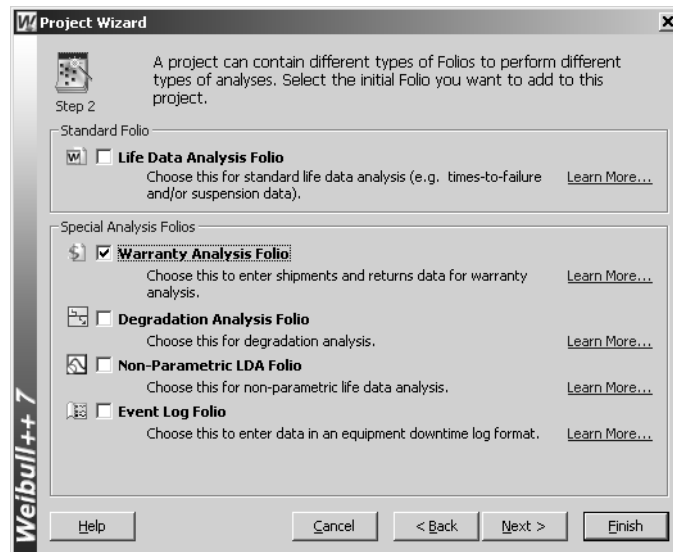 Project Wizard
A project can contain different types of Folios to perform different
types of analyses. Select the initial Folio you want to add to this
project.
Step 2
Standard Folio
Life Data Analysis Folio
Choose this for standard life data analysis (e.g. times-to-failure
and/or suspension data).
Learn More...
Special Analysis Folios
Warranty Analysis Folio
Choose this to enter shipments and returns data for warranty
analysis.
Learn More...
Degradation Analysis Folio
Choose this for degradation analysis.
Learn More...
Non-Parametric LDA Folio
Choose this for non-parametric life data analysis.
Learn More...
Event Log Folio
Choose this to enter data in an equipment downtime log format.
Learn More...
Weibull++ 7
Help
Cancel
< Back
Next >
Finish